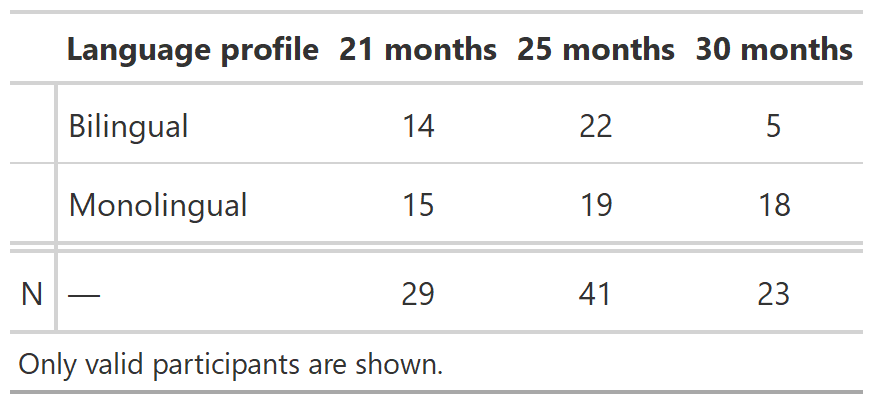 Language profile 21 months 25 months 30 months
Bilingual 14 22 5
Monolingual 15 19 18
N — 29 41 23
Only valid participants are shown.